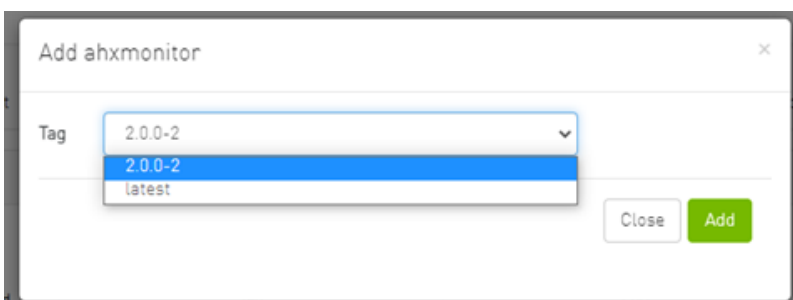 Add ahxmonitor
×
Tag
2.0.0-2
2.0.0-2
latest
Close
Add